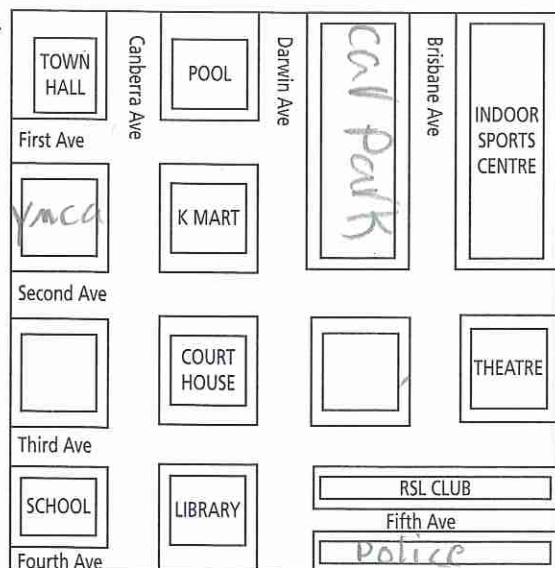 TOWN
HALL
Canberra Ave
POOL
Darwin Ave
Car Park
Brisbane Ave
INDOOR
SPORTS
CENTRE
First Ave
ymca
K MART
Second Ave
COURT
HOUSE
THEATRE
Third Ave
SCHOOL
LIBRARY
RSL CLUB
Fifth Ave
Police
Fourth Ave